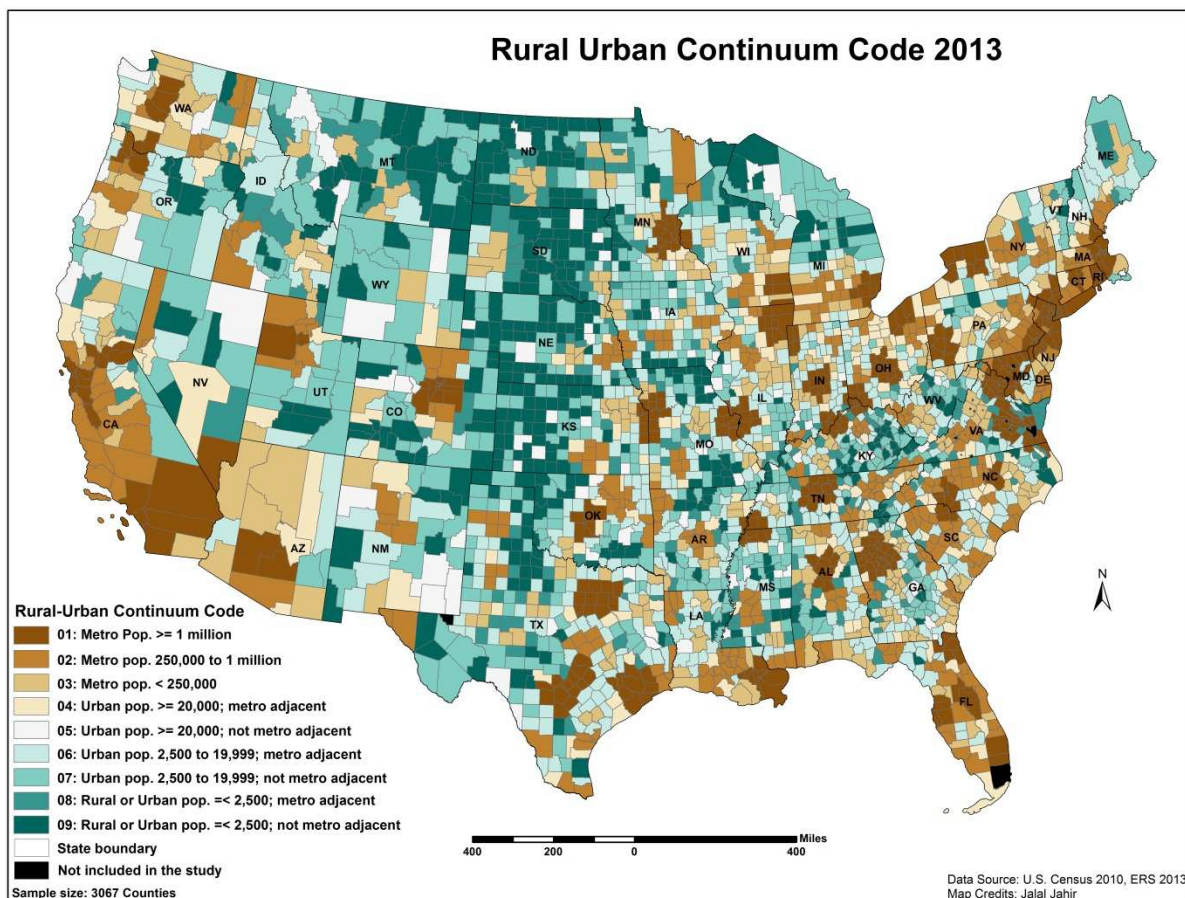 Rural Urban Continuum Code 2013
WA
MT
ND
ME
OR
ID
MN
VT
NH
SD
WI
NY
MA
MI
CT
RI
WY
IA
PA
NE
NJ
NV
OH
IN
MD
DE
UT
IL
WV
CO
CA
KS
MO
VA
KY
NC
TN
OK
AZ
NM
AR
SC
AL
MS
GA
LA
TX
FL
N
Rural-Urban Continuum Code
01: Metro Pop. >= 1 million
02: Metro pop. 250,000 to 1 million
03: Metro pop. < 250,000
04: Urban pop. >= 20,000; metro adjacent
05: Urban pop. >= 20,000; not metro adjacent
06: Urban pop. 2,500 to 19,999; metro adjacent
07: Urban pop. 2,500 to 19,999; not metro adjacent
08: Rural or Urban pop. =< 2,500; metro adjacent
09: Rural or Urban pop. =< 2,500; not metro adjacent
State boundary
Not included in the study
Sample size: 3067 Counties
Miles
400 200 0 400
Data Source: U.S. Census 2010, ERS 2013
Map Credits: Jalal Jahir